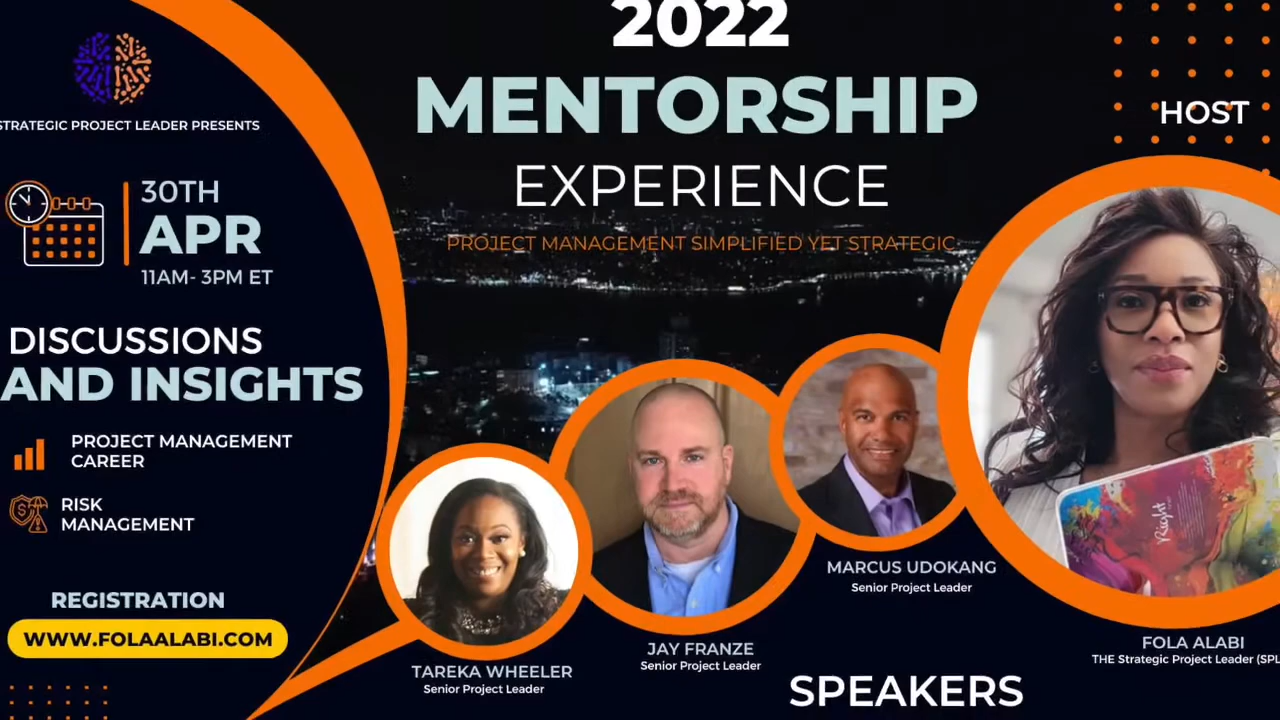 STRATEGIC PROJECT LEADER PRESENTS
30TH
APR
11AM- 3PM ET
DISCUSSIONS
AND INSIGHTS
PROJECT MANAGEMENT
CAREER
RISK
MANAGEMENT
REGISTRATION
WWW.FOLAALABI.COM
2022
MENTORSHIP
EXPERIENCE
PROJECT MANAGEMENT SIMPLIFIED YET STRATEGIC
HOST
Right
TAREKA WHEELER
Senior Project Leader
JAY FRANZE
Senior Project Leader
MARCUS UDOKANG
Senior Project Leader
FOLA ALABI
THE Strategic Project Leader (SPL
SPEAKERS